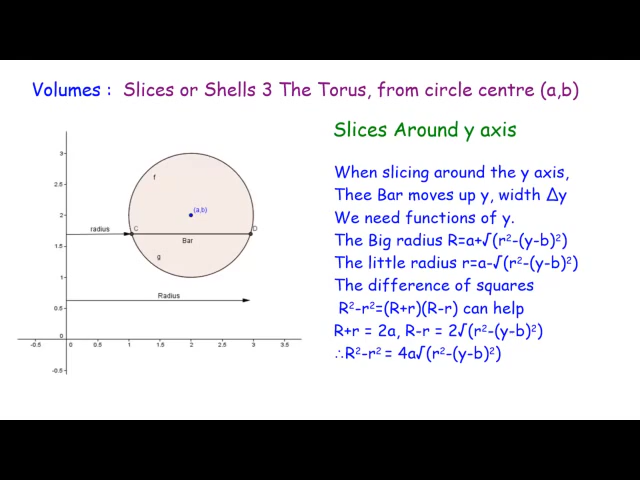 Volumes :  Slices or Shells 3 The Torus, from circle centre (a,b)
Slices Around y axis
When slicing around the y axis,
Thee Bar moves up y, width Δy
We need functions of y.
The Big radius R=a+√(r²-(y-b)²)
The little radius r=a-√(r²-(y-b)²)
The difference of squares
R²-r²=(R+r)(R-r) can help
R+r = 2a, R-r = 2√(r²-(y-b)²)
∴R²-r² = 4a√(r²-(y-b)²)
3
2.5
f
2
(a,b)
radius
C
D
Bar
1.5
g
1
Radius
0.5
0
-0.5
0
0.5
1
1.5
2
2.5
3
3.5
-0.5